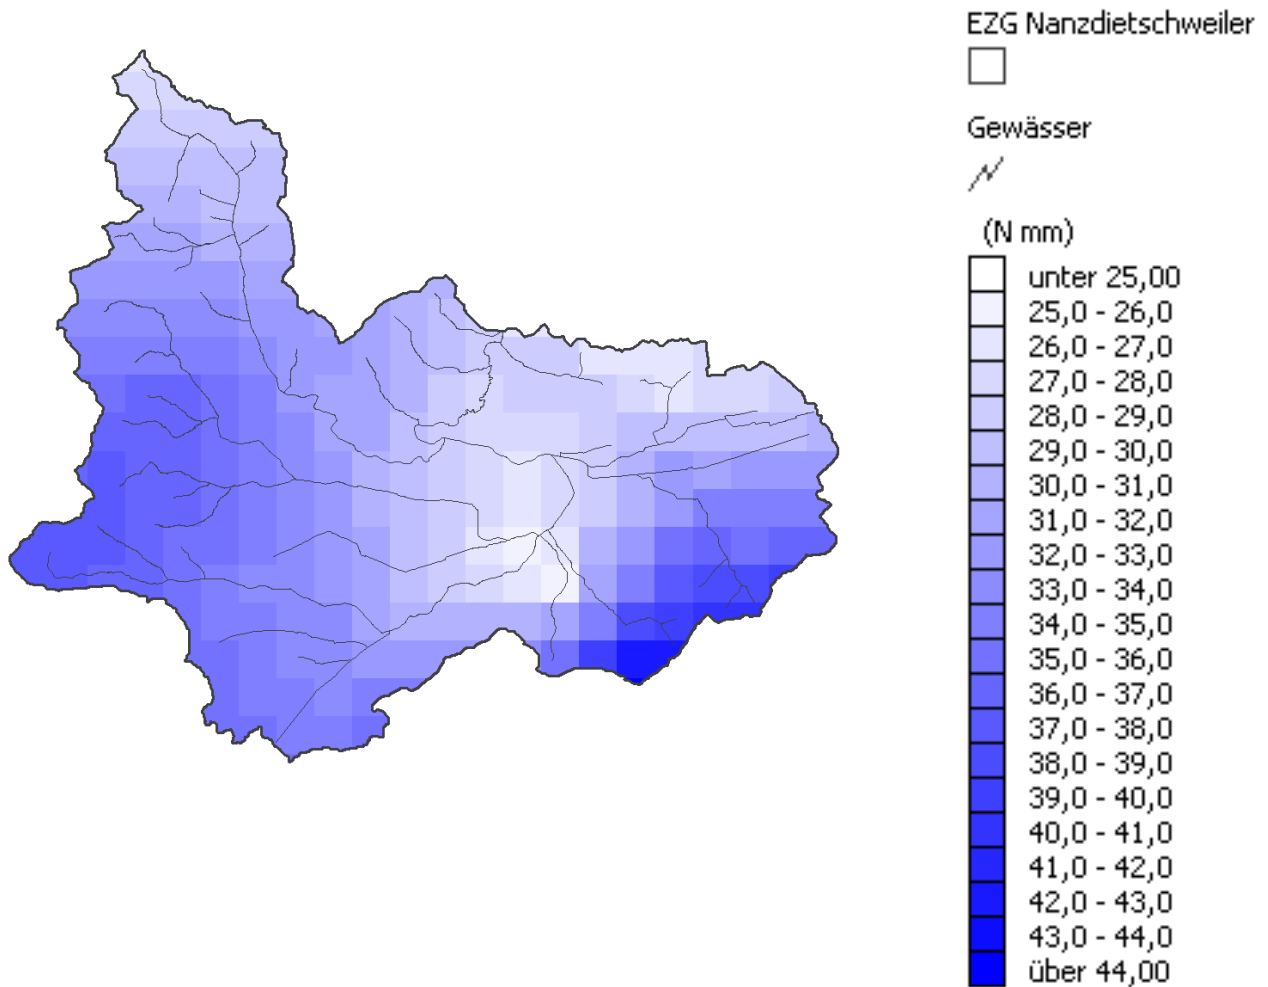 EZG Nanzdietschweiler
Gewässer
(N mm)
unter 25,00
25,0 - 26,0
26,0 - 27,0
27,0 - 28,0
28,0 - 29,0
29,0 - 30,0
30,0 - 31,0
31,0 - 32,0
32,0 - 33,0
33,0 - 34,0
34,0 - 35,0
35,0 - 36,0
36,0 - 37,0
37,0 - 38,0
38,0 - 39,0
39,0 - 40,0
40,0 - 41,0
41,0 - 42,0
42,0 - 43,0
43,0 - 44,0
über 44,00